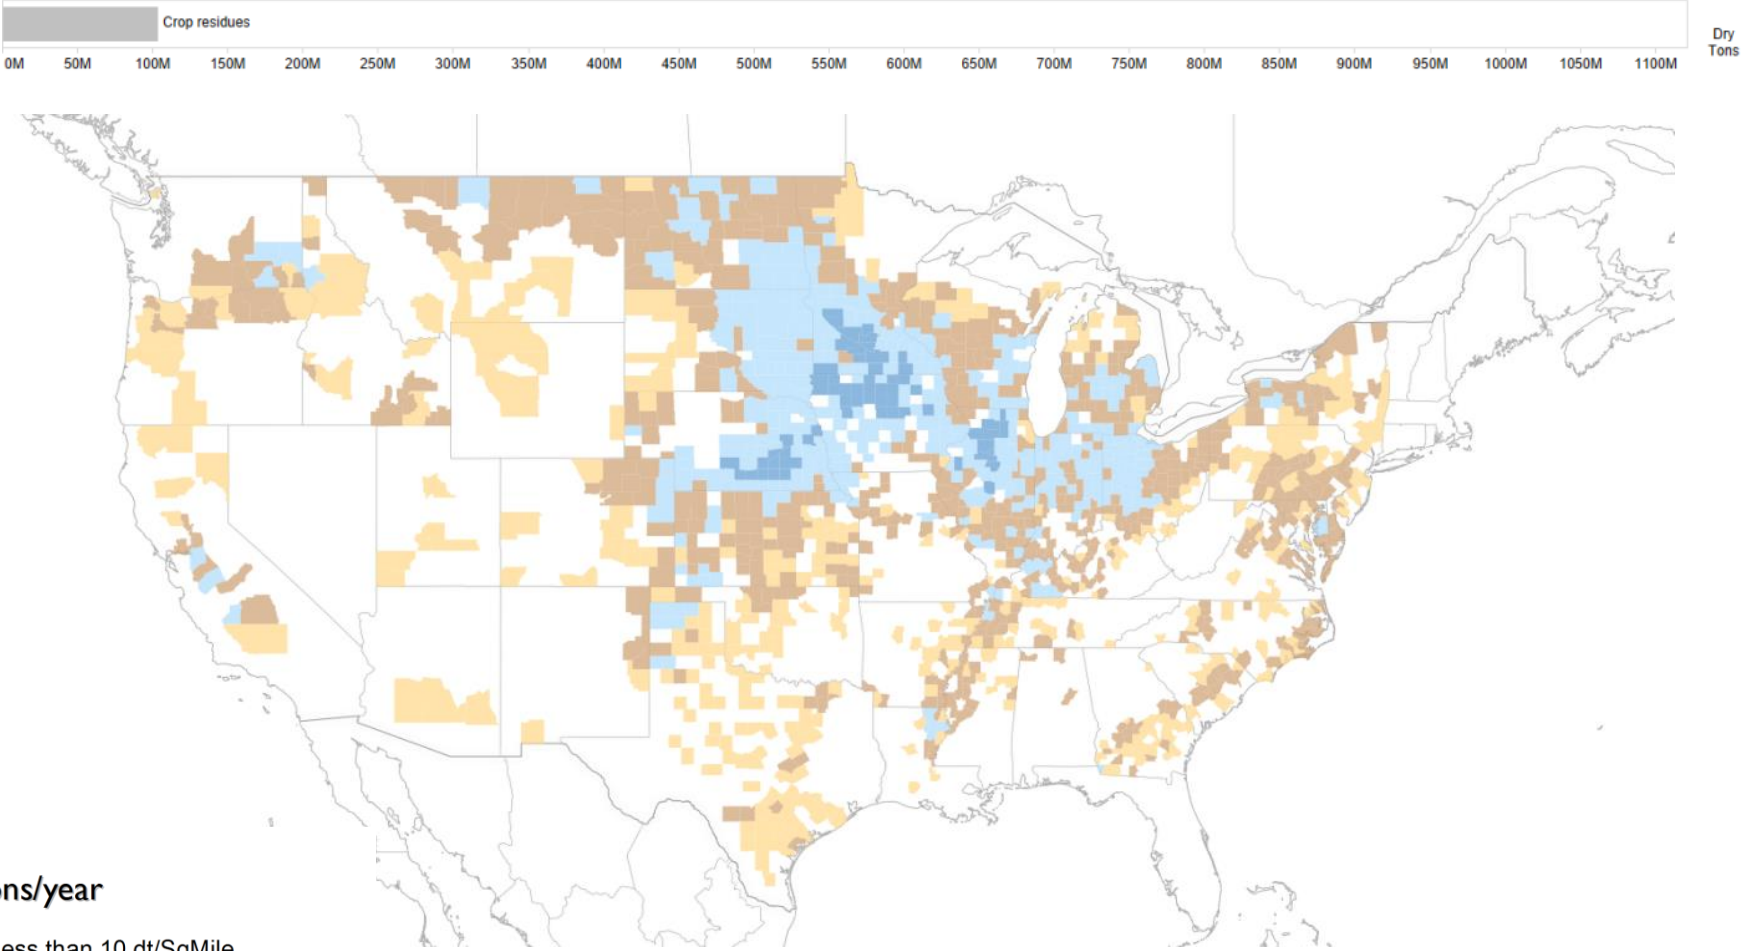 Crop residues
0M 50M 100M 150M 200M 250M 300M 350M 400M 450M 500M 550M 600M 650M 700M 750M 800M 850M 900M 950M 1000M 1050M 1100M
Dry
Tons
ns/year
ess than 10 dt/SqMile